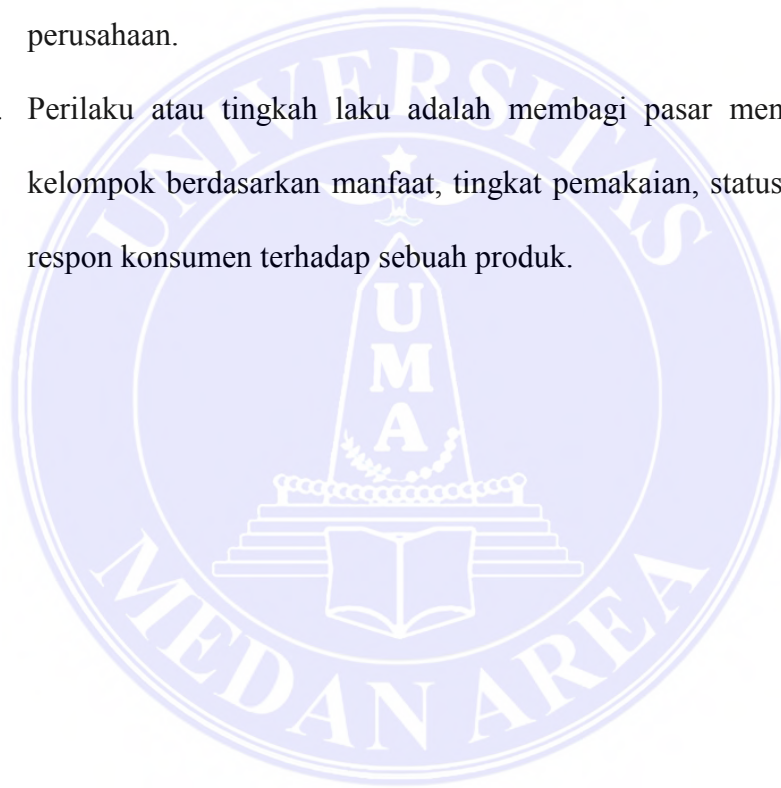 perusahaan.
. Perilaku atau tingkah laku adalah membagi pasar men
kelompok berdasarkan manfaat, tingkat pemakaian, status
respon konsumen terhadap sebuah produk.
UNIVERSITAS
U
M
A
MEDAN AREA